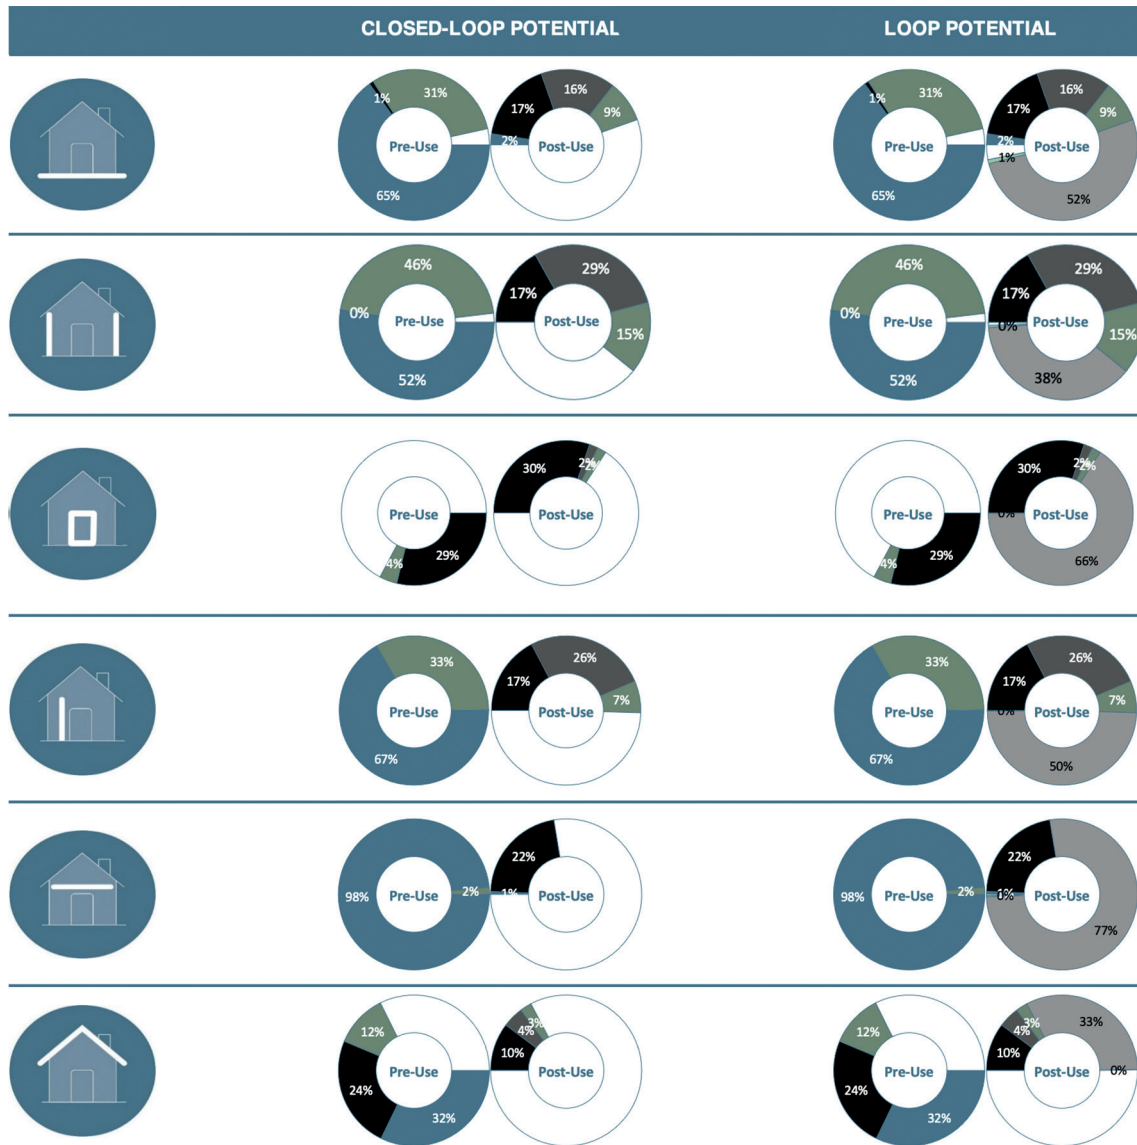 CLOSED-LOOP POTENTIAL LOOP POTENTIAL
31% 16% 31% 16%
1% 17% 9% 1% 17% 9%
Pre-Use 2% Post-Use Pre-Use 2% Post-Use
1%
65% 65% 52%
46% 29% 46% 29%
0% 17% 0% 17%
Pre-Use Post-Use 15% Pre-Use 0% Post-Use 15%
52% 52% 38%
30% 2% 2% 30% 2% 2%
Pre-Use Post-Use Pre-Use 0% Post-Use
4% 29% 4% 29% 66%
33% 26% 33% 26%
17% 7% 17% 7%
Pre-Use Post-Use Pre-Use 0% Post-Use
67% 67% 50%
22% 22%
98% Pre-Use 2% 1% Post-Use 98% Pre-Use 2% 0% Post-Use
77%
12% 3% 12% 3% 33%
4% 4%
10% 10%
Pre-Use Post-Use Pre-Use Post-Use 0%
24% 24%
32% 32%